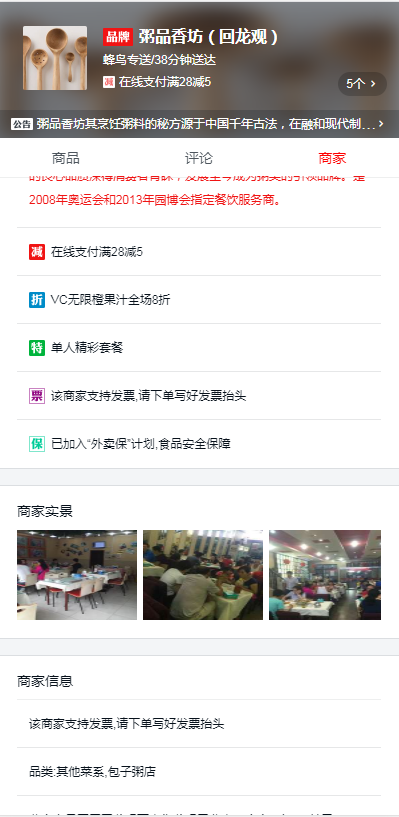 品牌 粥品香坊（回龙观）
蜂鸟专送/38分钟送达
减 在线支付满28减5
5个 >
公告 粥品香坊其烹饪粥料的秘方源于中国千年古法，在融和现代制... >
商品 评论 商家
2008年奥运会和2013年园博会指定餐饮服务商。
减 在线支付满28减5
折 VC无限橙果汁全场8折
特 单人精彩套餐
票 该商家支持发票,请下单写好发票抬头
保 已加入“外卖保”计划,食品安全保障
商家实景
商家信息
该商家支持发票,请下单写好发票抬头
品类:其他菜系,包子粥店